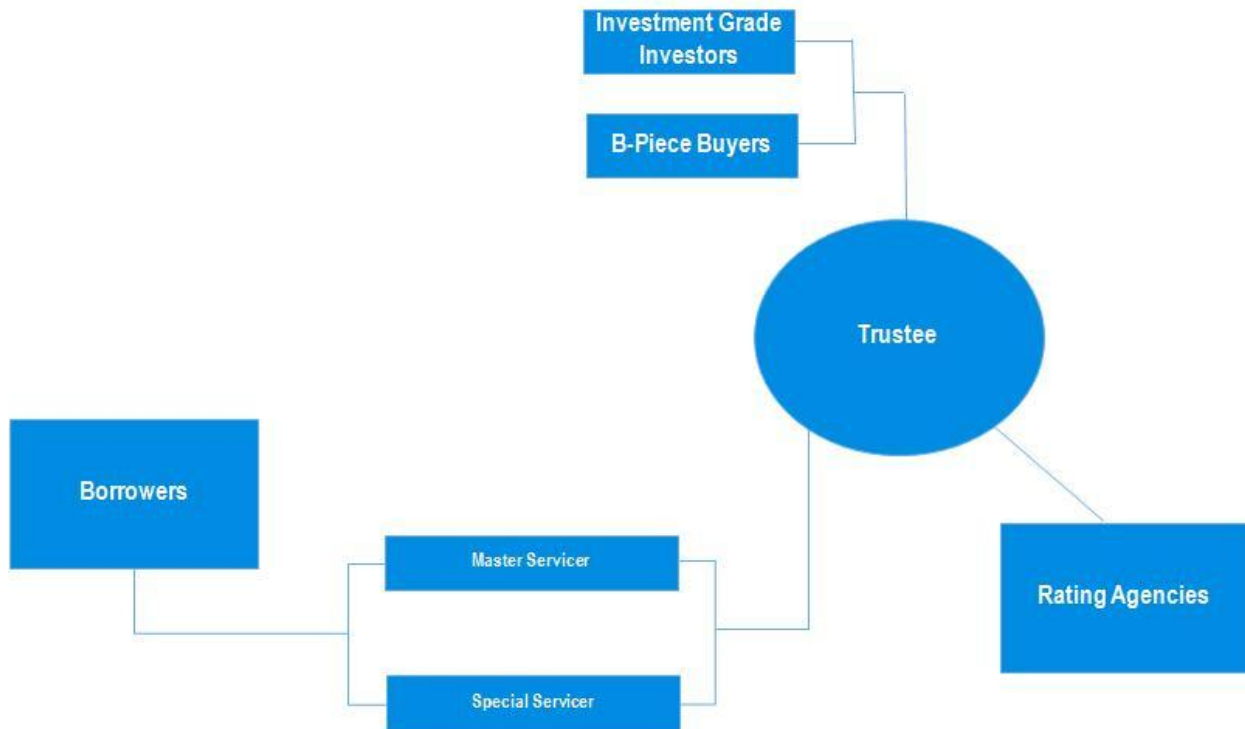 Investment Grade
Investors
B-Piece Buyers
Trustee
Borrowers
Master Servicer
Rating Agencies
Special Servicer